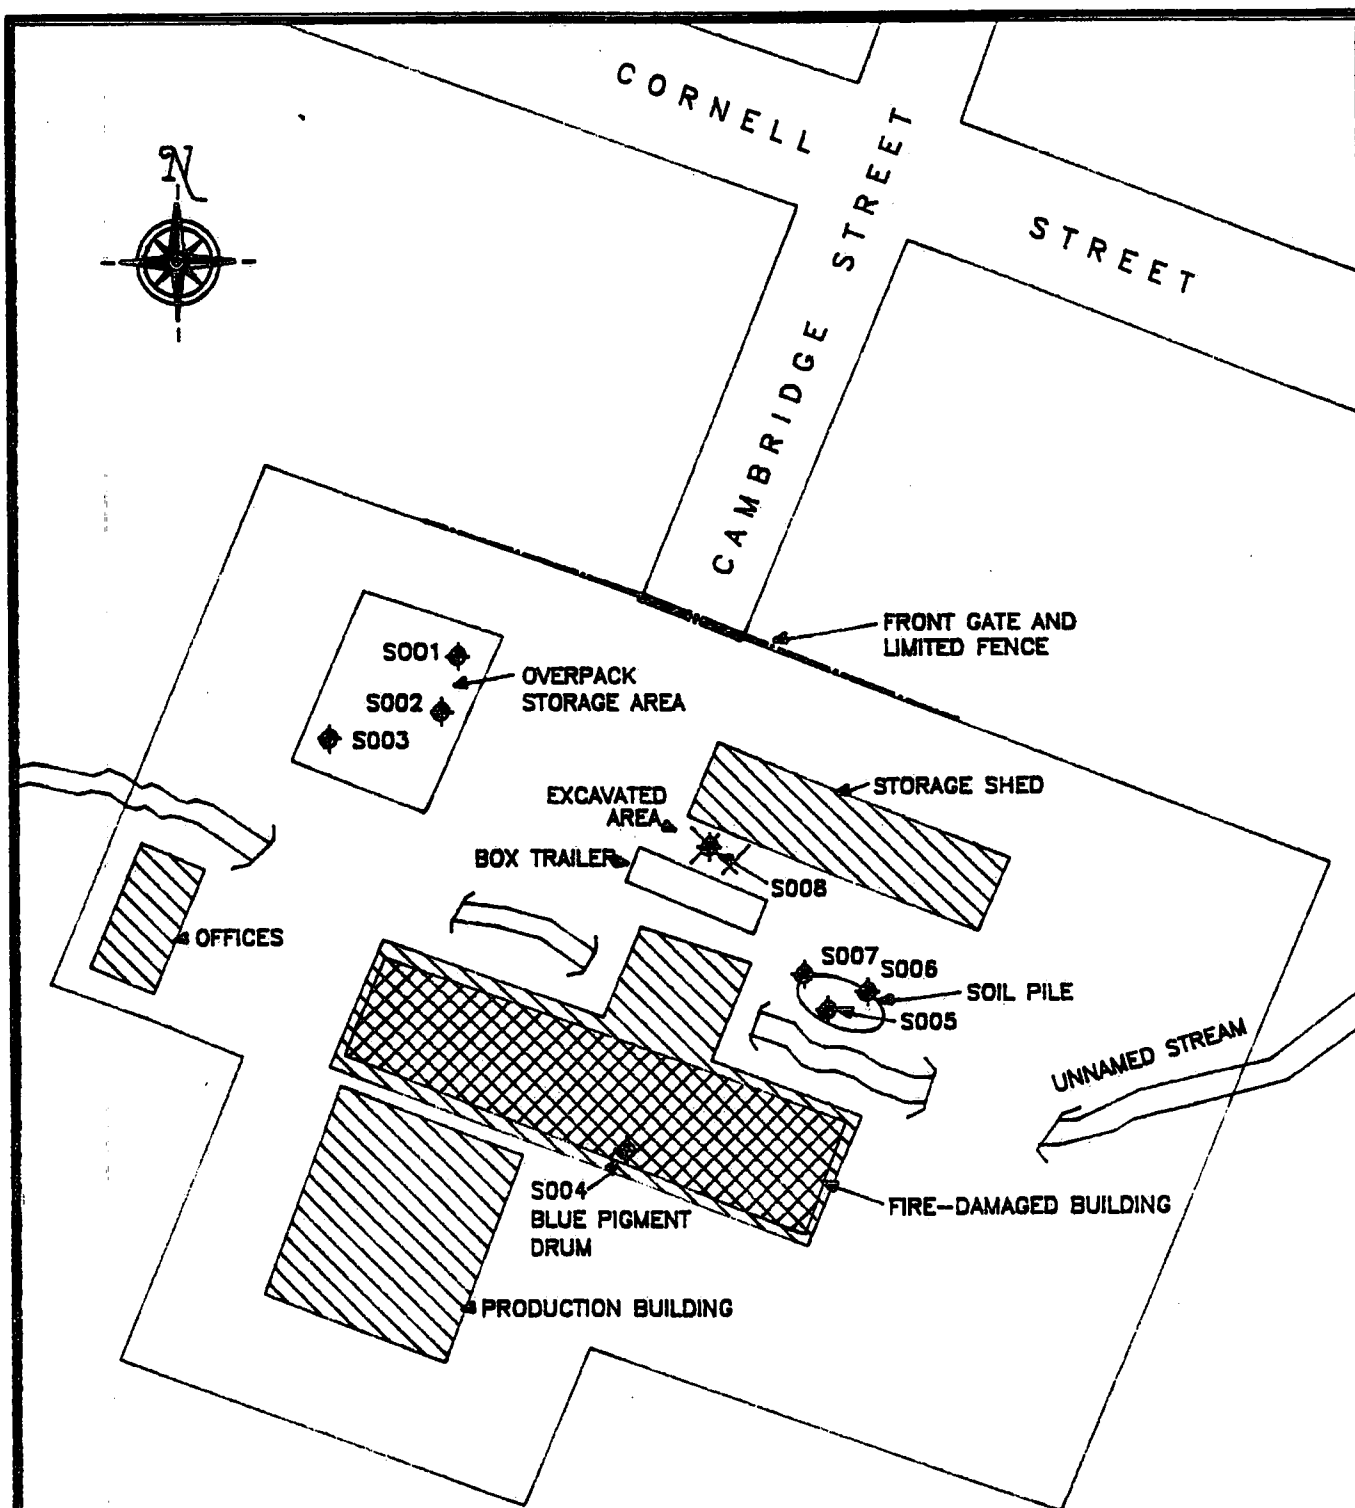 CORNELL STREET
CAMBRIDGE STREET
N
FRONT GATE AND
LIMITED FENCE
S001
OVERPACK
STORAGE AREA
S002
S003
STORAGE SHED
EXCAVATED
AREA
BOX TRAILER
S008
OFFICES
S007
S006
SOIL PILE
S005
UNNAMED STREAM
S004
BLUE PIGMENT
DRUM
FIRE-DAMAGED BUILDING
PRODUCTION BUILDING